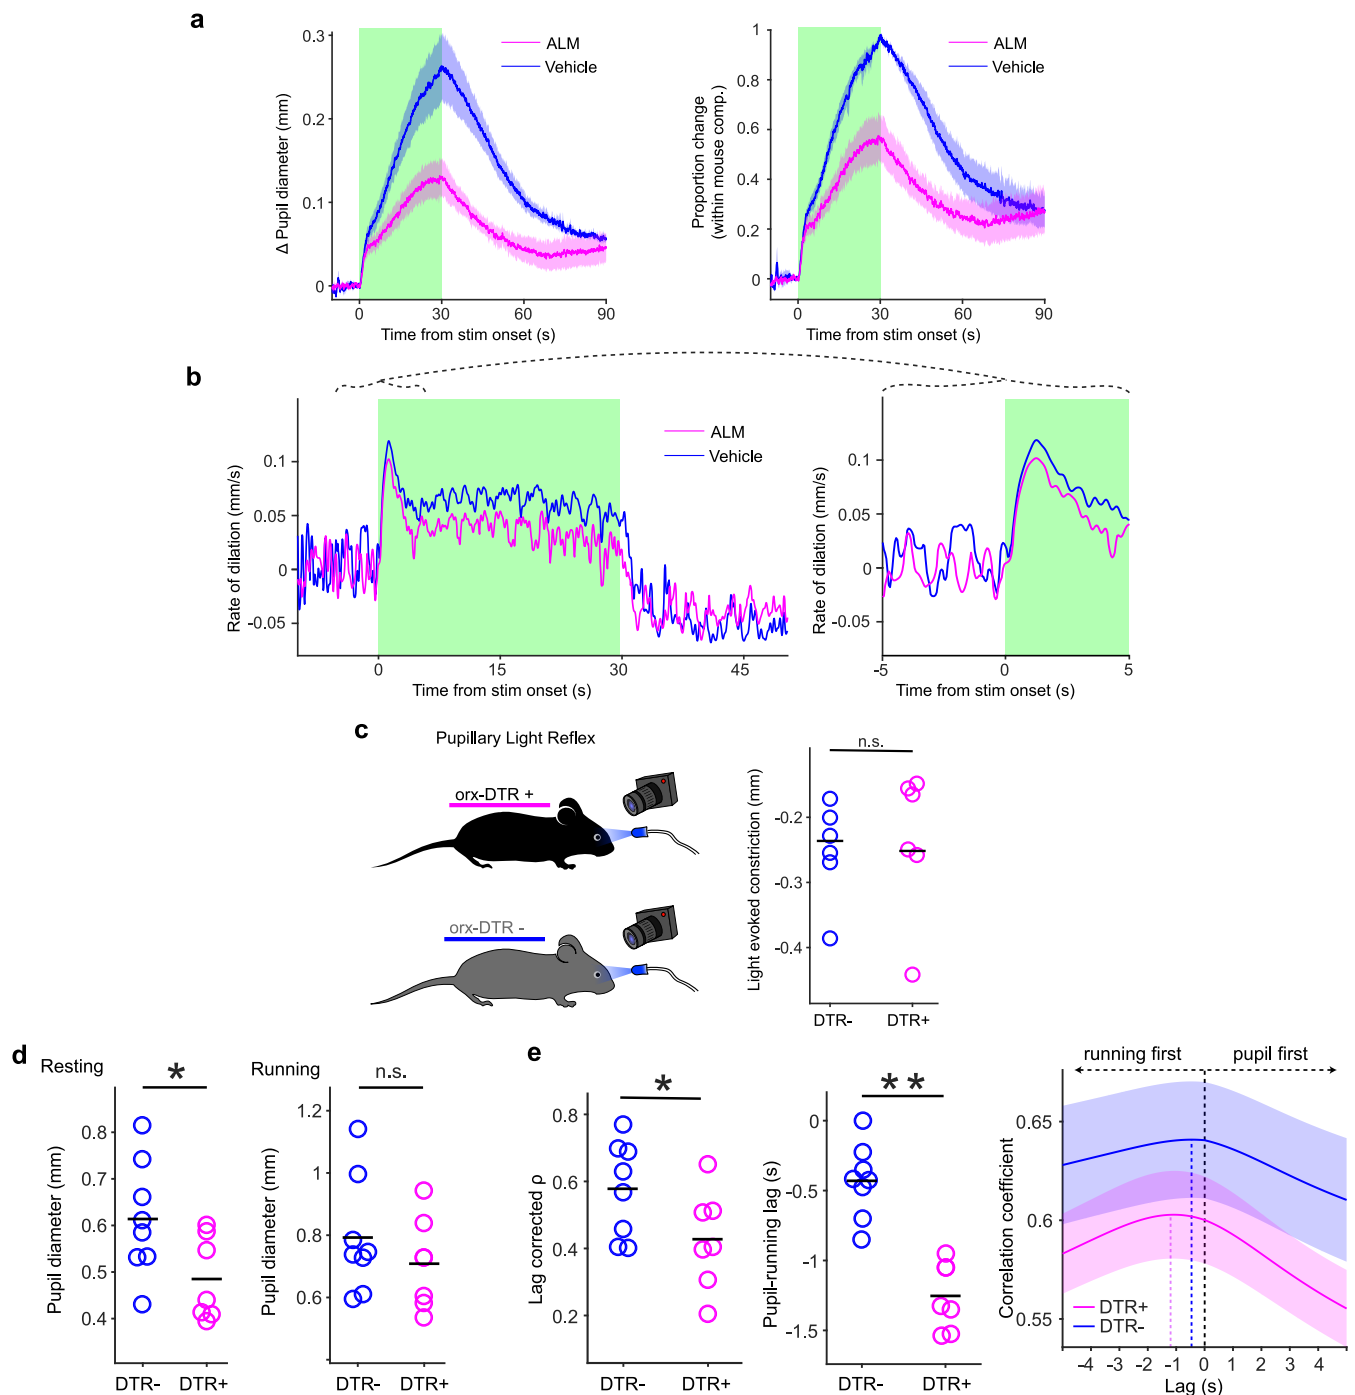 a
0.3
0.2
0.1
0
Δ Pupil diameter (mm)
ALM
Vehicle
0
30
60
90
Time from stim onset (s)
1
0.8
0.6
0.4
0.2
0
Proportion change
(within mouse comp.)
ALM
Vehicle
0
30
60
90
Time from stim onset (s)
b
0.1
0.05
0
-0.05
Rate of dilation (mm/s)
ALM
Vehicle
0
15
30
45
Time from stim onset (s)
0.1
0.05
0
-0.05
Rate of dilation (mm/s)
-5
0
5
Time from stim onset (s)
c
Pupillary Light Reflex
orx-DTR +
orx-DTR -
n.s.
-0.2
-0.3
-0.4
Light evoked constriction (mm)
DTR-
DTR+
d
Resting
*
0.8
0.7
0.6
0.5
0.4
Pupil diameter (mm)
DTR-
DTR+
Running
n.s.
1.2
1
0.8
0.6
Pupil diameter (mm)
DTR-
DTR+
e
*
0.8
0.6
0.4
0.2
Lag corrected ρ
DTR-
DTR+
**
0
-0.5
-1
-1.5
Pupil-running lag (s)
DTR-
DTR+
running first
pupil first
0.65
0.6
0.55
Correlation coefficient
DTR+
DTR-
-4
-3
-2
-1
0
1
2
3
4
Lag (s)